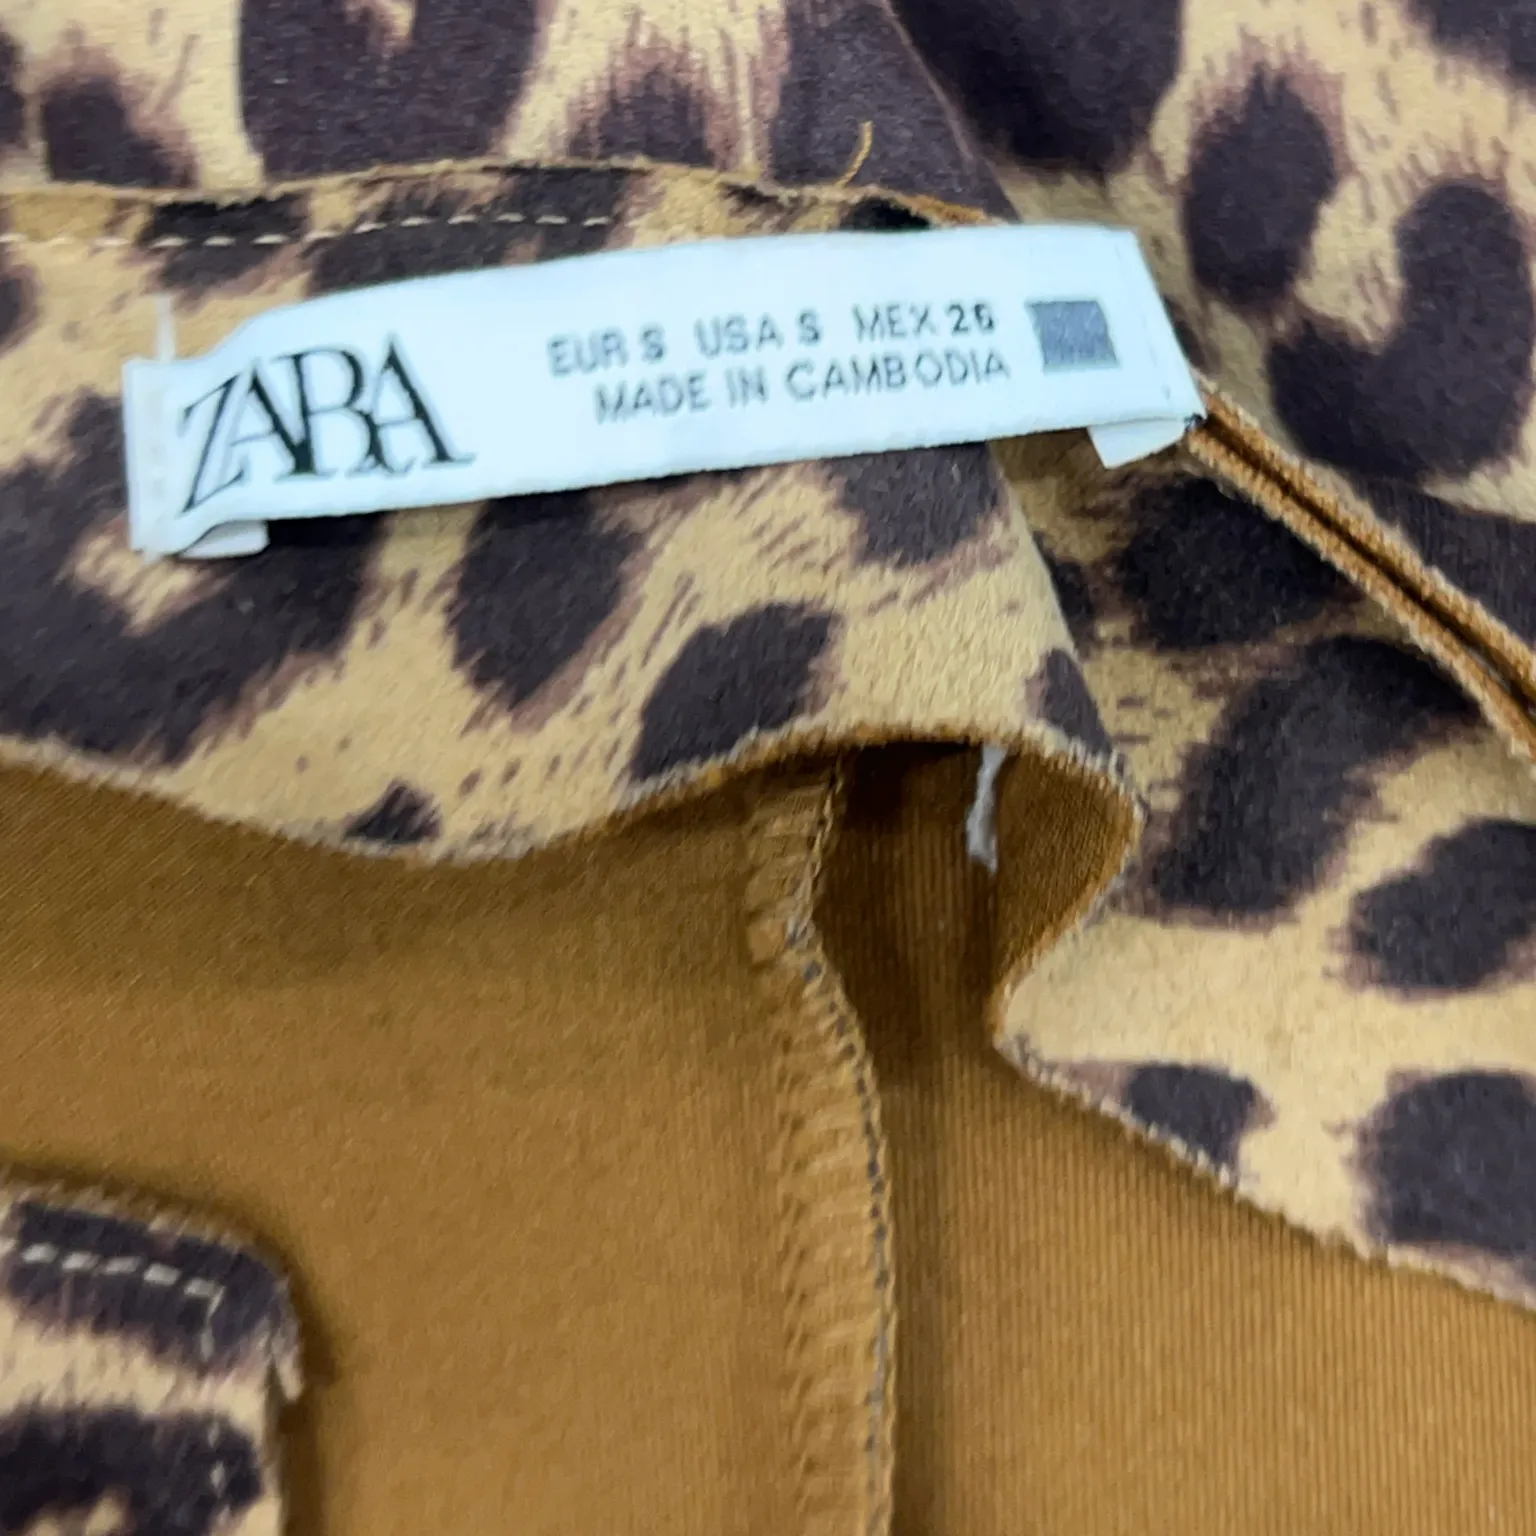 ZARA
EUR S USA S MEX 26
MADE IN CAMBODIA